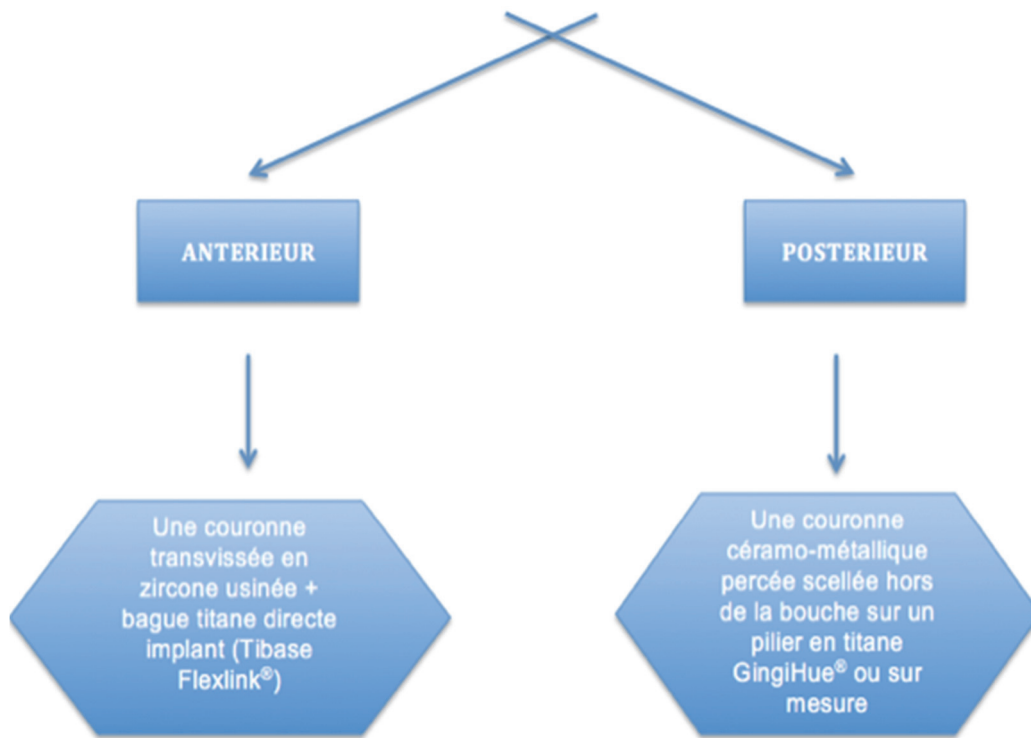 ANTERIEUR
POSTERIEUR
Une couronne
transvissée en
zircone usinée +
bague titane directe
implant (Tibase
Flexlink®)
Une couronne
céramo-métallique
percée scellée hors
de la bouche sur un
pilier en titane
GingiHue® ou sur
mesure